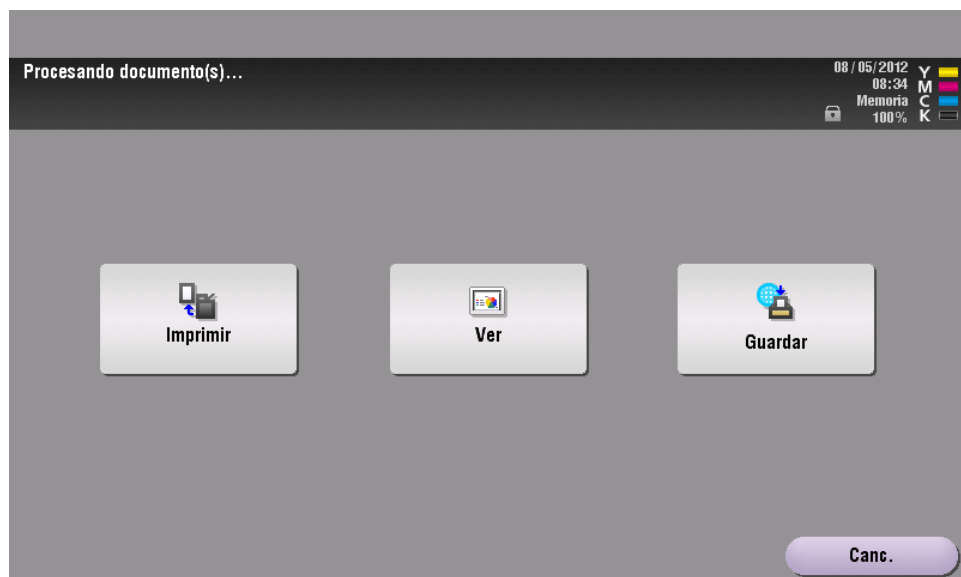 Procesando documento(s)...
08/05/2012
08:34
Memoria
100%
Y
M
C
K
Imprimir
Ver
Guardar
Canc.